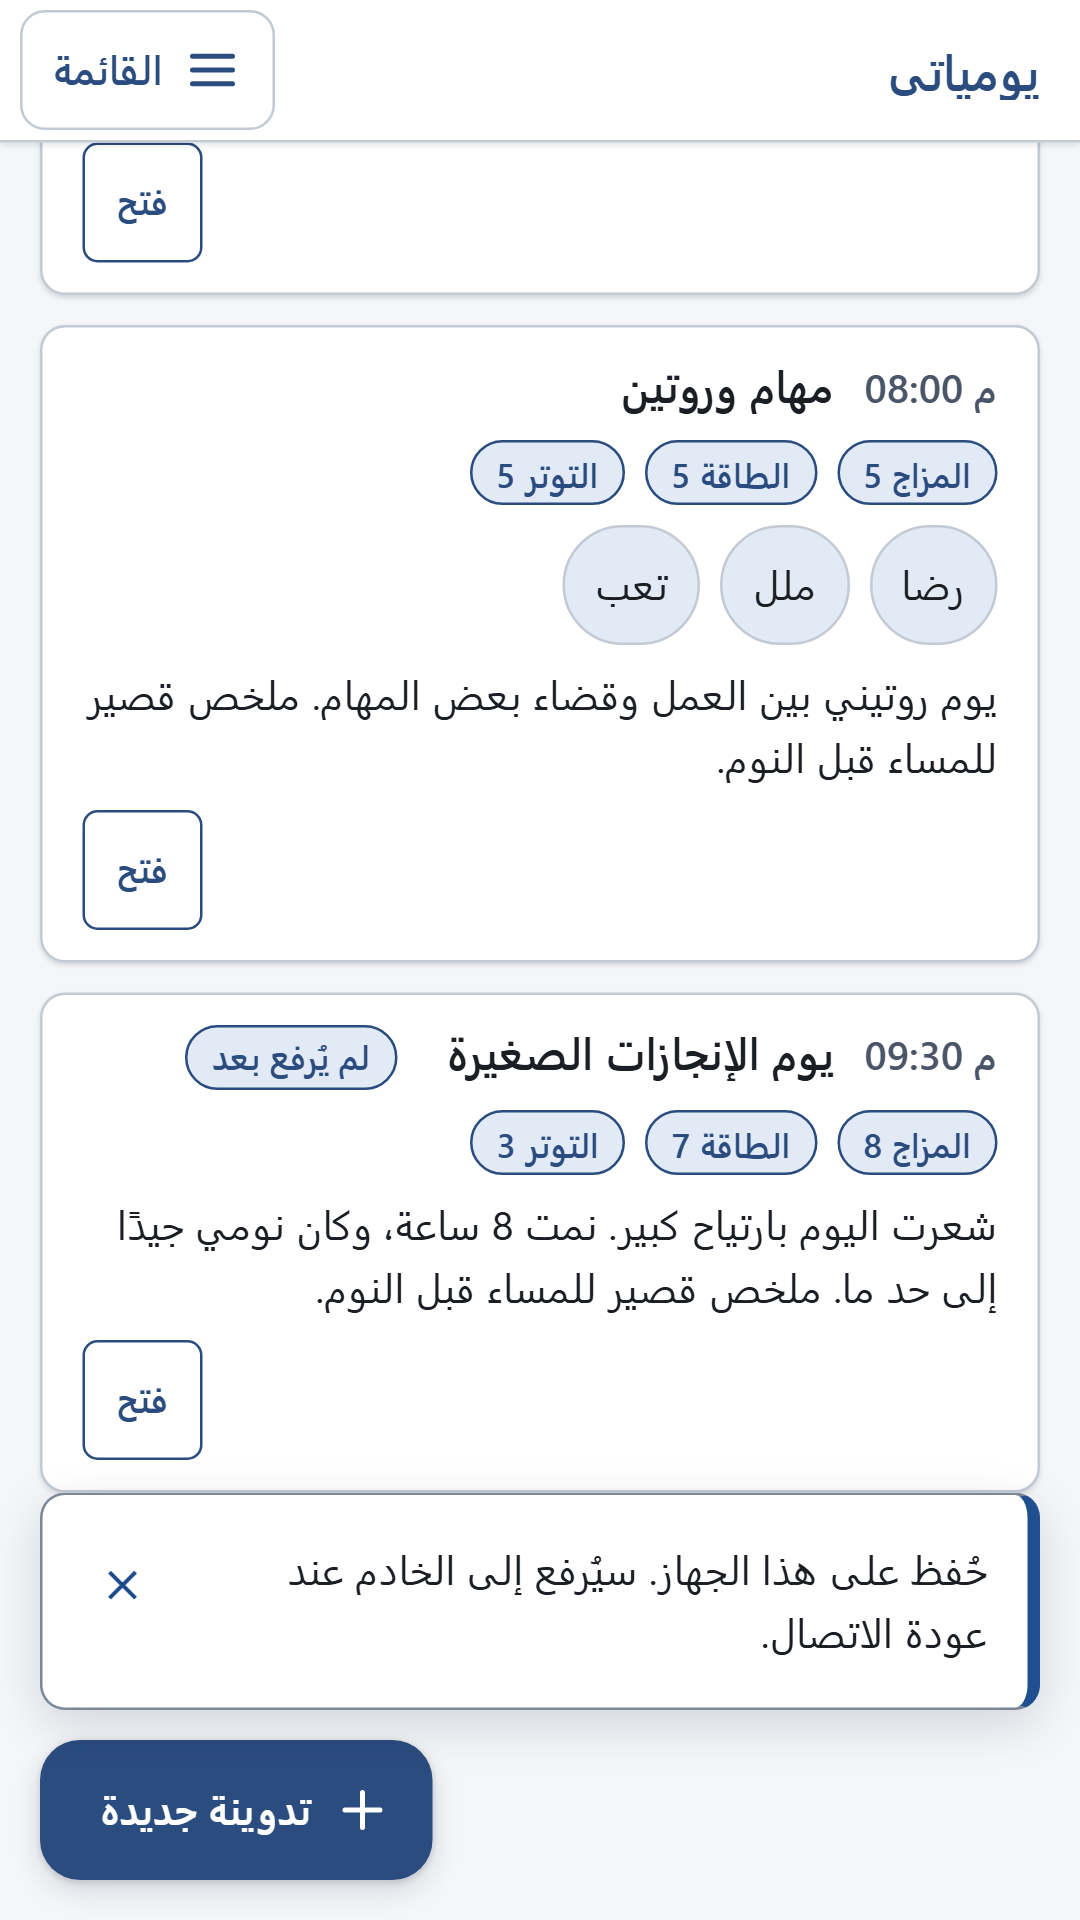 يومياتي
القائمة
فتح
08:00 م
مهام وروتين
المزاج 5
الطاقة 5
التوتر 5
رضا
ملل
تعب
يوم روتيني بين العمل وقضاء بعض المهام. ملخص قصير
للمساء قبل النوم.
فتح
09:30 م
يوم الإنجازات الصغيرة
لم يُرفع بعد
المزاج 8
الطاقة 7
التوتر 3
شعرت اليوم بارتياح كبير. نمت 8 ساعة، وكان نومي جيدًا
إلى حد ما. ملخص قصير للمساء قبل النوم.
فتح
حُفظ على هذا الجهاز. سيُرفع إلى الخادم عند
عودة الاتصال.
تدوينة جديدة